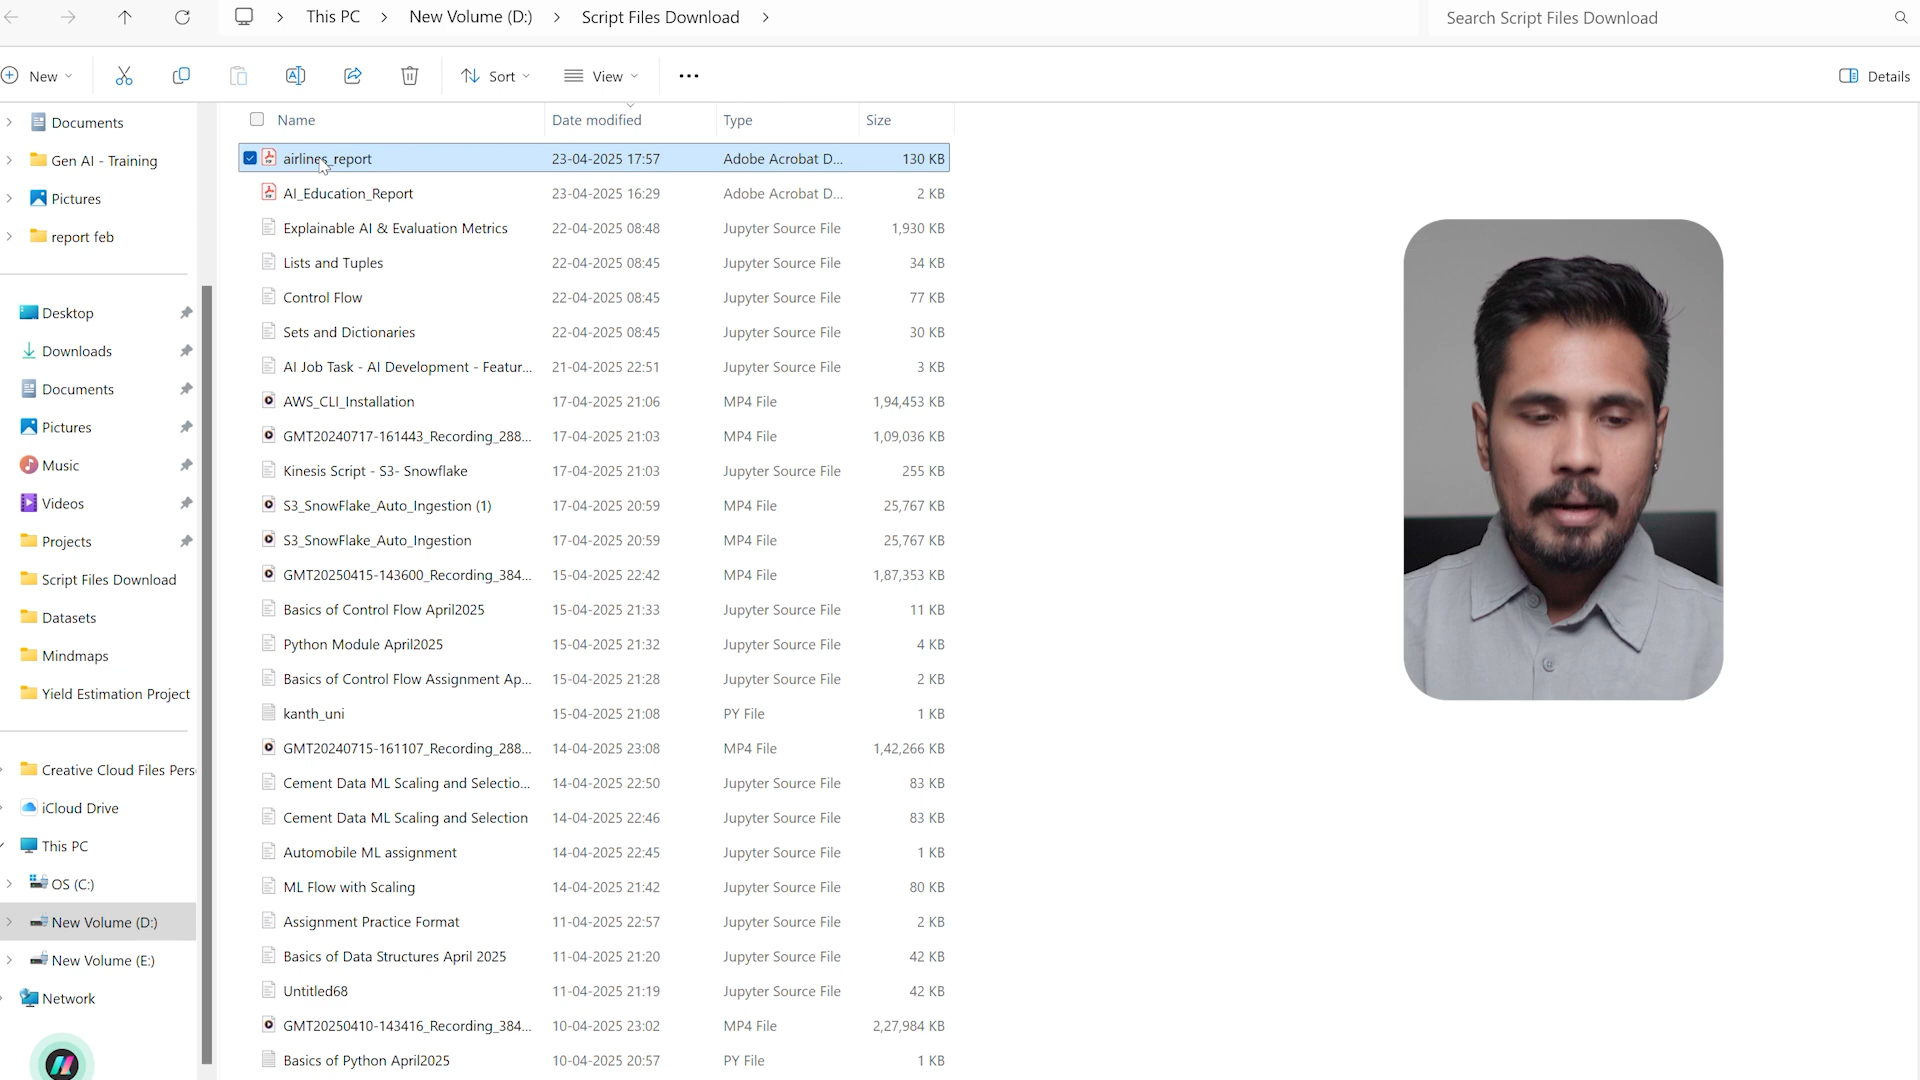 This PC > New Volume (D:) > Script Files Download >
Search Script Files Download
New
Sort
View
Details
Documents
Gen AI - Training
Pictures
report feb
Desktop
Downloads
Documents
Pictures
Music
Videos
Projects
Script Files Download
Datasets
Mindmaps
Yield Estimation Project
Creative Cloud Files Pers
iCloud Drive
This PC
OS (C:)
New Volume (D:)
New Volume (E:)
Network
Name Date modified Type Size
airlines_report 23-04-2025 17:57 Adobe Acrobat D... 130 KB
AI_Education_Report 23-04-2025 16:29 Adobe Acrobat D... 2 KB
Explainable AI & Evaluation Metrics 22-04-2025 08:48 Jupyter Source File 1,930 KB
Lists and Tuples 22-04-2025 08:45 Jupyter Source File 34 KB
Control Flow 22-04-2025 08:45 Jupyter Source File 77 KB
Sets and Dictionaries 22-04-2025 08:45 Jupyter Source File 30 KB
AI Job Task - AI Development - Featur... 21-04-2025 22:51 Jupyter Source File 3 KB
AWS_CLI_Installation 17-04-2025 21:06 MP4 File 1,94,453 KB
GMT20240717-161443_Recording_288... 17-04-2025 21:03 MP4 File 1,09,036 KB
Kinesis Script - S3- Snowflake 17-04-2025 21:03 Jupyter Source File 255 KB
S3_SnowFlake_Auto_Ingestion (1) 17-04-2025 20:59 MP4 File 25,767 KB
S3_SnowFlake_Auto_Ingestion 17-04-2025 20:59 MP4 File 25,767 KB
GMT20250415-143600_Recording_384... 15-04-2025 22:42 MP4 File 1,87,353 KB
Basics of Control Flow April2025 15-04-2025 21:33 Jupyter Source File 11 KB
Python Module April2025 15-04-2025 21:32 Jupyter Source File 4 KB
Basics of Control Flow Assignment Ap... 15-04-2025 21:28 Jupyter Source File 2 KB
kanth_uni 15-04-2025 21:08 PY File 1 KB
GMT20240715-161107_Recording_288... 14-04-2025 23:08 MP4 File 1,42,266 KB
Cement Data ML Scaling and Selectio... 14-04-2025 22:50 Jupyter Source File 83 KB
Cement Data ML Scaling and Selection 14-04-2025 22:46 Jupyter Source File 83 KB
Automobile ML assignment 14-04-2025 22:45 Jupyter Source File 1 KB
ML Flow with Scaling 14-04-2025 21:42 Jupyter Source File 80 KB
Assignment Practice Format 11-04-2025 22:57 Jupyter Source File 2 KB
Basics of Data Structures April 2025 11-04-2025 21:20 Jupyter Source File 42 KB
Untitled68 11-04-2025 21:19 Jupyter Source File 42 KB
GMT20250410-143416_Recording_384... 10-04-2025 23:02 MP4 File 2,27,984 KB
Basics of Python April2025 10-04-2025 20:57 PY File 1 KB